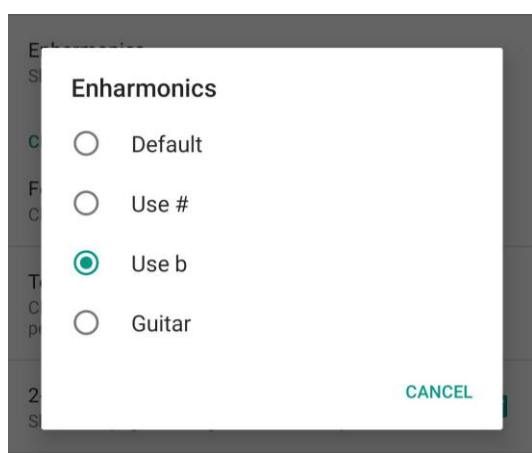 Enharmonics
Default
Use #
Use b
Guitar
CANCEL